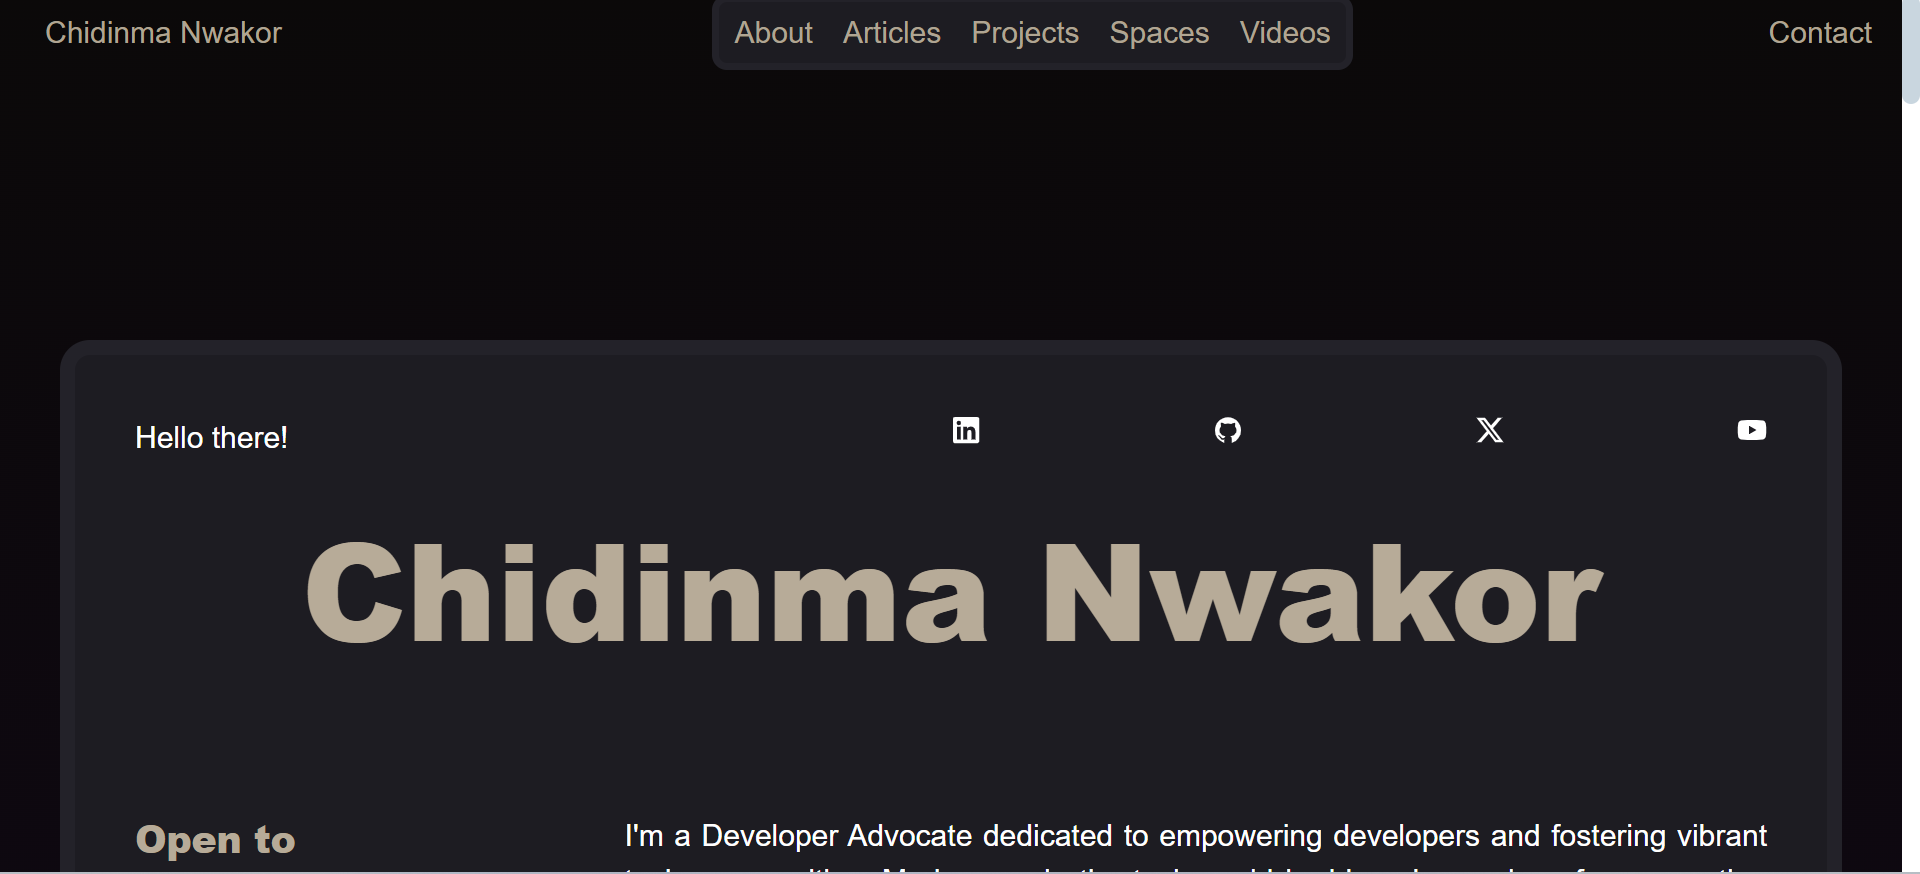 Chidinma Nwakor
About Articles Projects Spaces Videos
Contact
Hello there!
Chidinma Nwakor
Open to
I'm a Developer Advocate dedicated to empowering developers and fostering vibrant